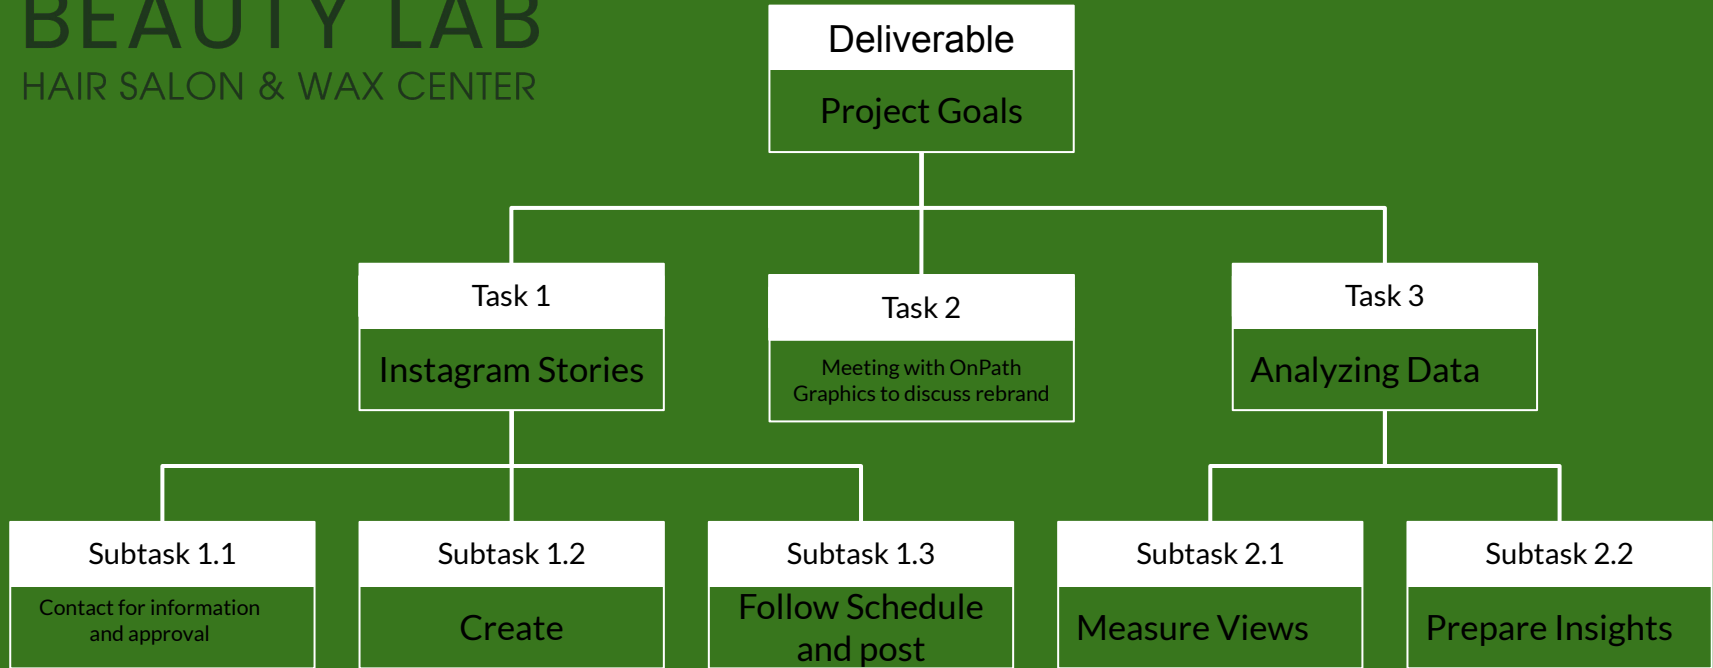 BEAUTY LAB
HAIR SALON & WAX CENTER
Deliverable
Project Goals
Task 1
Instagram Stories
Task 2
Meeting with OnPath
Graphics to discuss rebrand
Task 3
Analyzing Data
Subtask 1.1
Contact for information
and approval
Subtask 1.2
Create
Subtask 1.3
Follow Schedule
and post
Subtask 2.1
Measure Views
Subtask 2.2
Prepare Insights